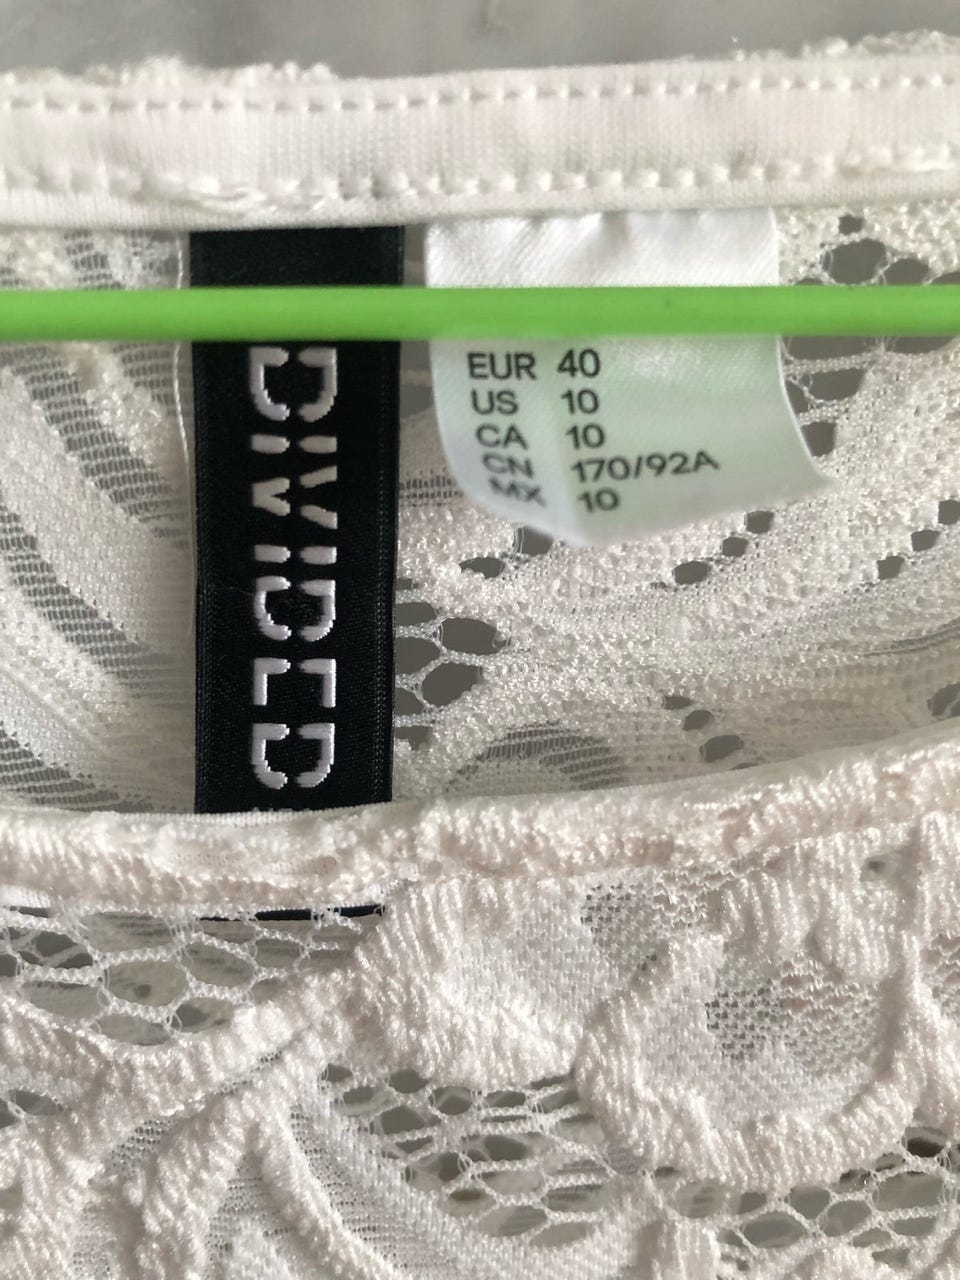 DIVIDED
EUR 40
US 10
CA 10
CN 170/92A
MX 10